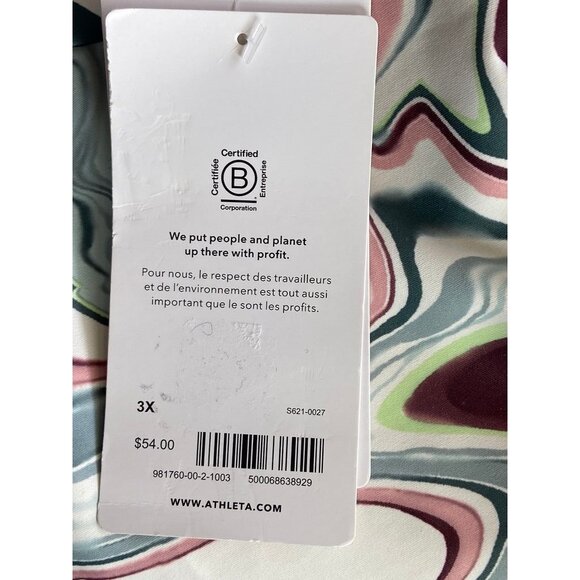 Certified
Certifiée
B
Entreprise
Corporation
We put people and planet
up there with profit.
Pour nous, le respect des travailleurs
et de l'environnement est tout aussi
important que le sont les profits.
3X
S621-0027
$54.00
981760-00-2-1003 500068638929
WWW.ATHLETA.COM